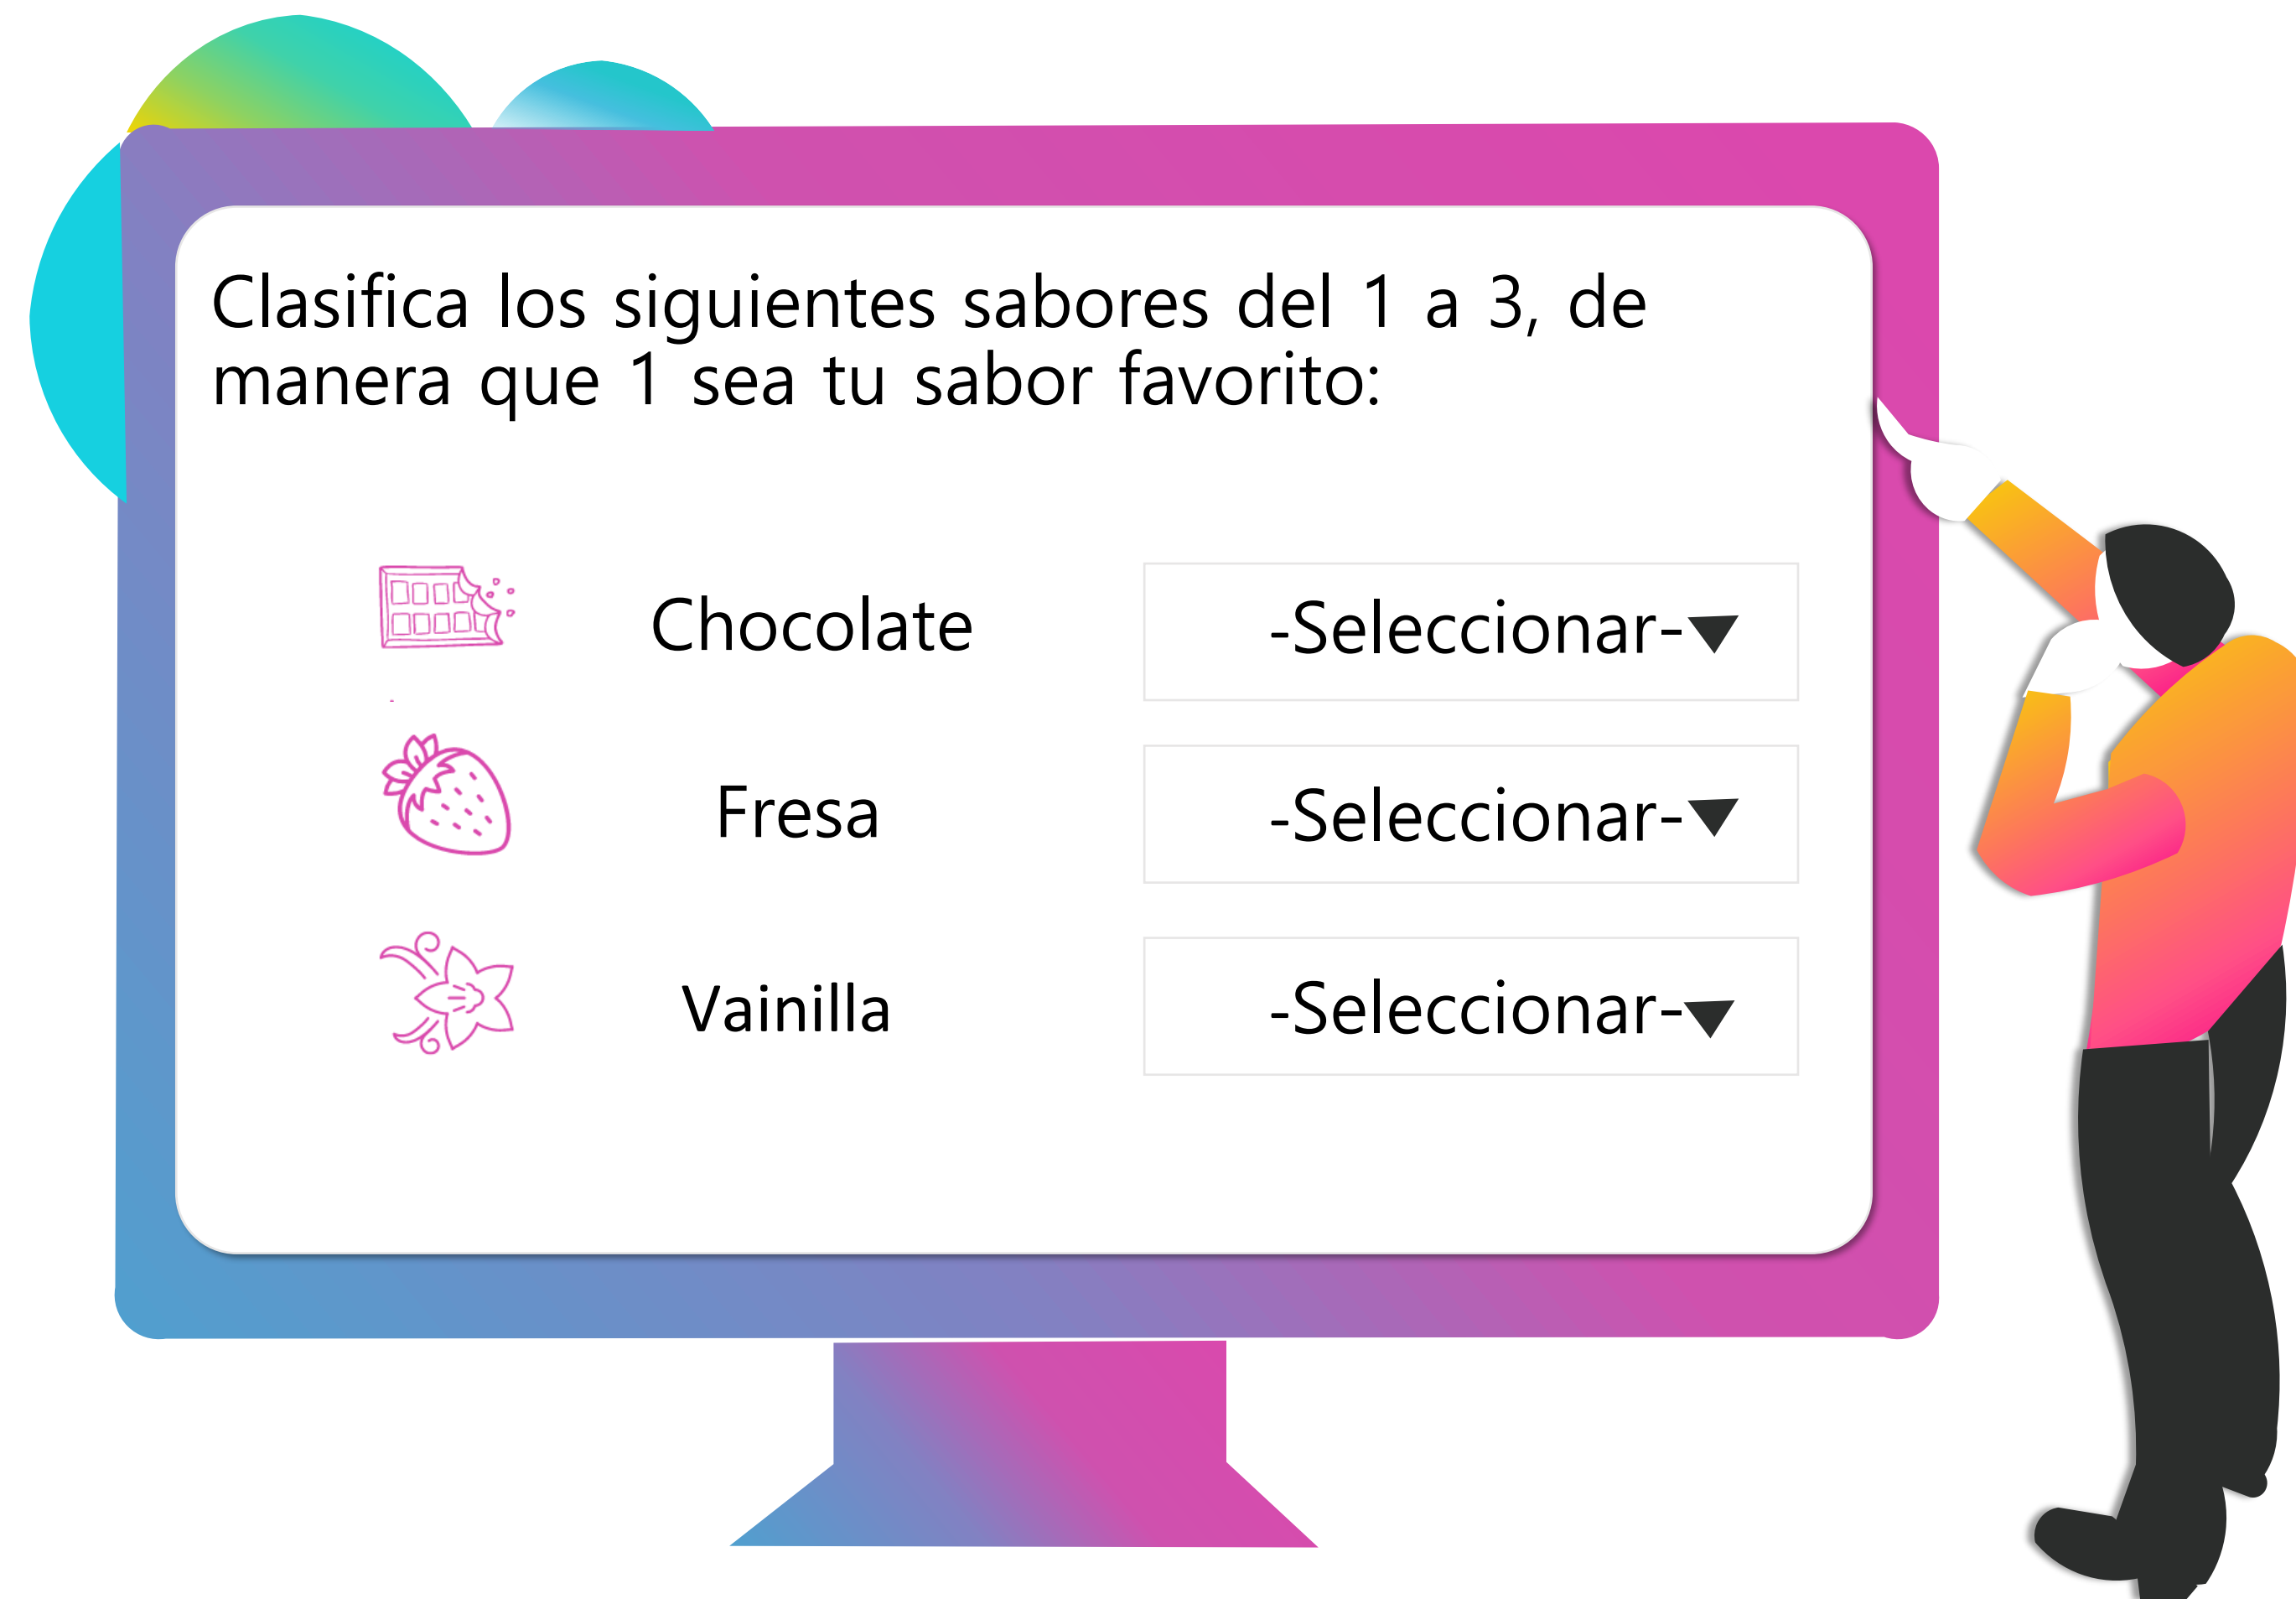 Clasifica los siguientes sabores del 1 a 3, de
manera que 1 sea tu sabor favorito:
Chocolate -Seleccionar-
Fresa -Seleccionar-
Vainilla -Seleccionar-